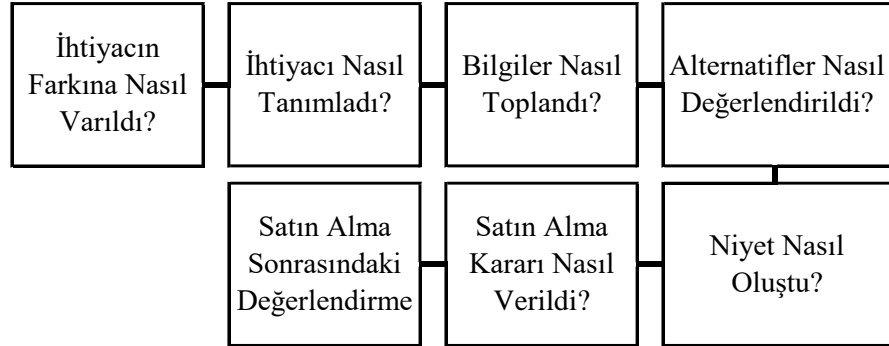 İhtiyacın
Farkına Nasıl
Varıldı?
İhtiyacı Nasıl
Tanımladı?
Bilgiler Nasıl
Toplandı?
Alternatifler Nasıl
Değerlendirildi?
Niyet Nasıl
Oluştu?
Satın Alma
Kararı Nasıl
Verildi?
Satın Alma
Sonrasındaki
Değerlendirme